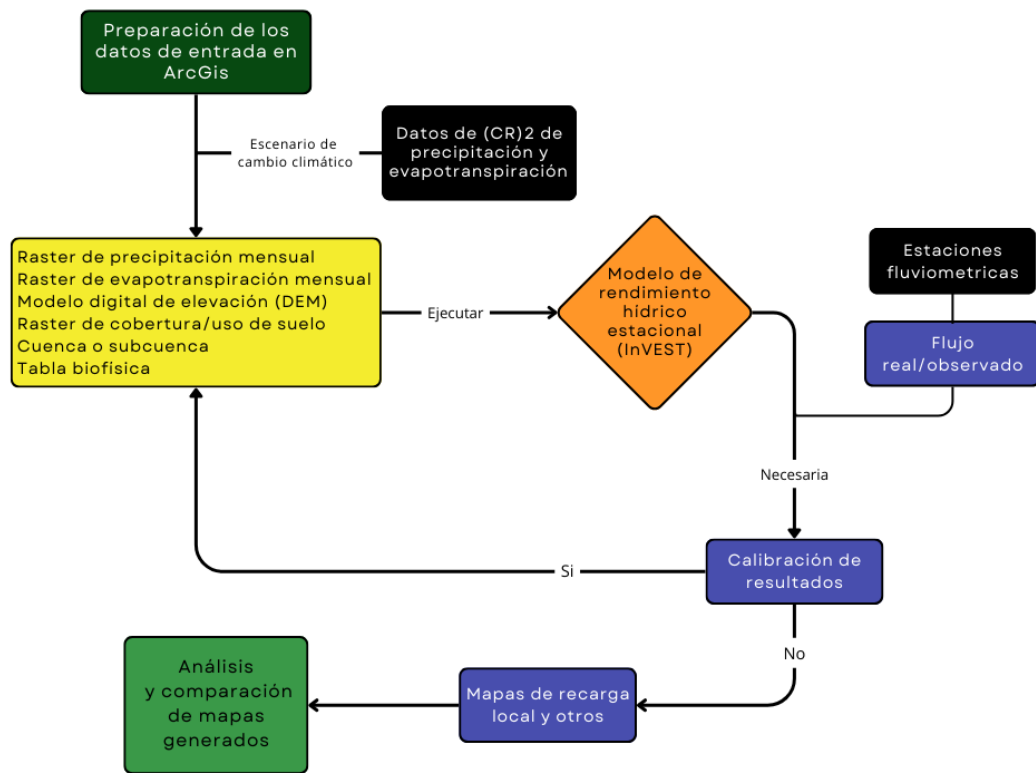 Preparación de los
datos de entrada en
ArcGis
Escenario de
cambio climático
Datos de (CR)2 de
precipitación y
evapotranspiración
Raster de precipitación mensual
Raster de evapotranspiración mensual
Modelo digital de elevación (DEM)
Raster de cobertura/uso de suelo
Cuenca o subcuenca
Tabla biofísica
Ejecutar
Modelo de
rendimiento
hídrico
estacional
(InVEST)
Estaciones
fluviometricas
Flujo
real/observado
Necesaria
Calibración de
resultados
Si
No
Mapas de recarga
local y otros
Análisis
y comparación
de mapas
generados